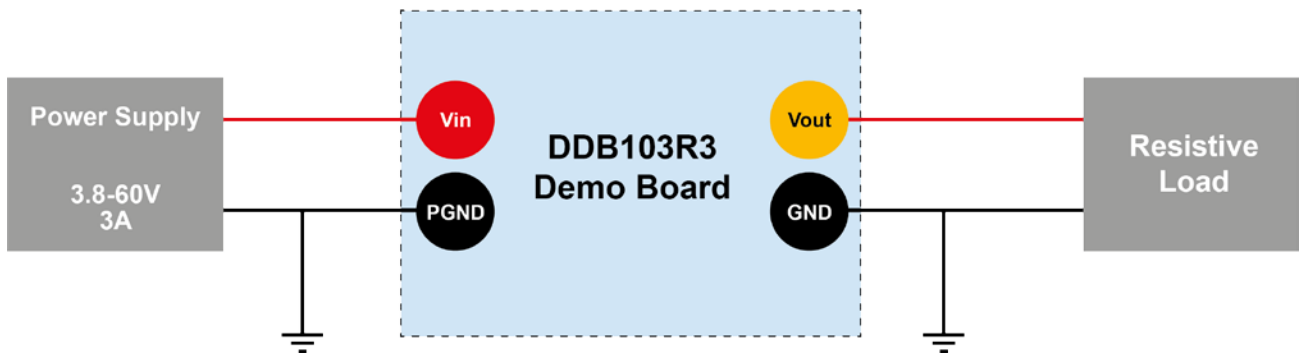 Power Supply
3.8-60V
3A
Vin
PGND
DDB103R3
Demo Board
Vout
GND
Resistive
Load